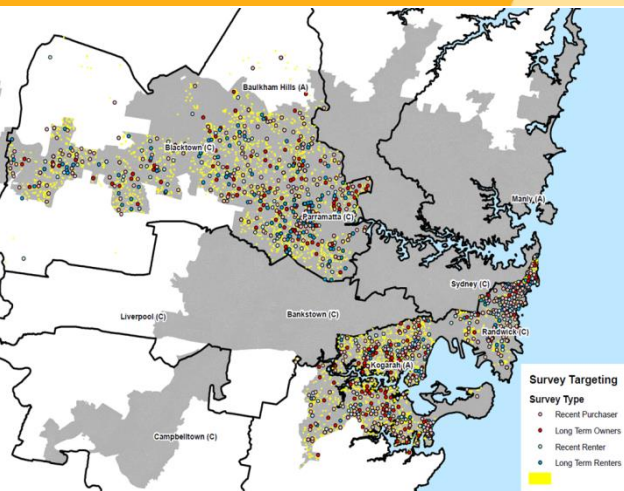 Baulkham Hills (A)
Blacktown (C)
Manly (A)
Parramatta (C)
Sydney (C)
Liverpool (C)
Bankstown (C)
Randwick (C)
Kogarah (A)
Campbelltown (C)
Survey Targeting
Survey Type
Recent Purchaser
Long Term Owners
Recent Renter
Long Term Renters